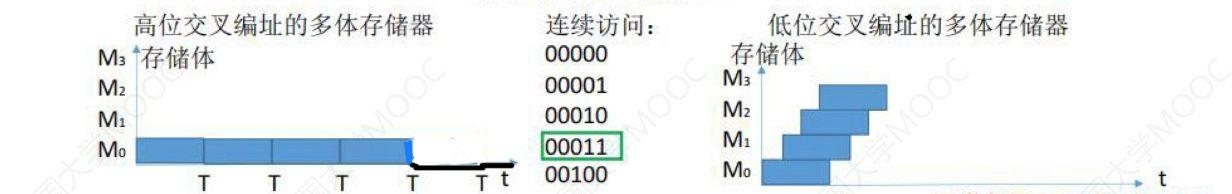 高位交叉编址的多体存储器
M₃ 存储体
M₂
M₁
M₀
T T T T T t
连续访问：
00000
00001
00010
00011
00100
低位交叉编址的多体存储器
存储体
M₃
M₂
M₁
M₀
t